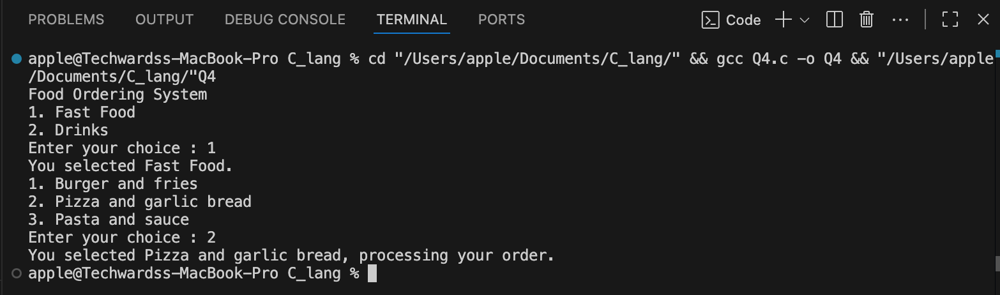 PROBLEMS OUTPUT DEBUG CONSOLE TERMINAL PORTS Code
apple@Techwardss-MacBook-Pro C_lang % cd "/Users/apple/Documents/C_lang/" && gcc Q4.c -o Q4 && "/Users/apple
/Documents/C_lang/"Q4
Food Ordering System
1. Fast Food
2. Drinks
Enter your choice : 1
You selected Fast Food.
1. Burger and fries
2. Pizza and garlic bread
3. Pasta and sauce
Enter your choice : 2
You selected Pizza and garlic bread, processing your order.
apple@Techwardss-MacBook-Pro C_lang %